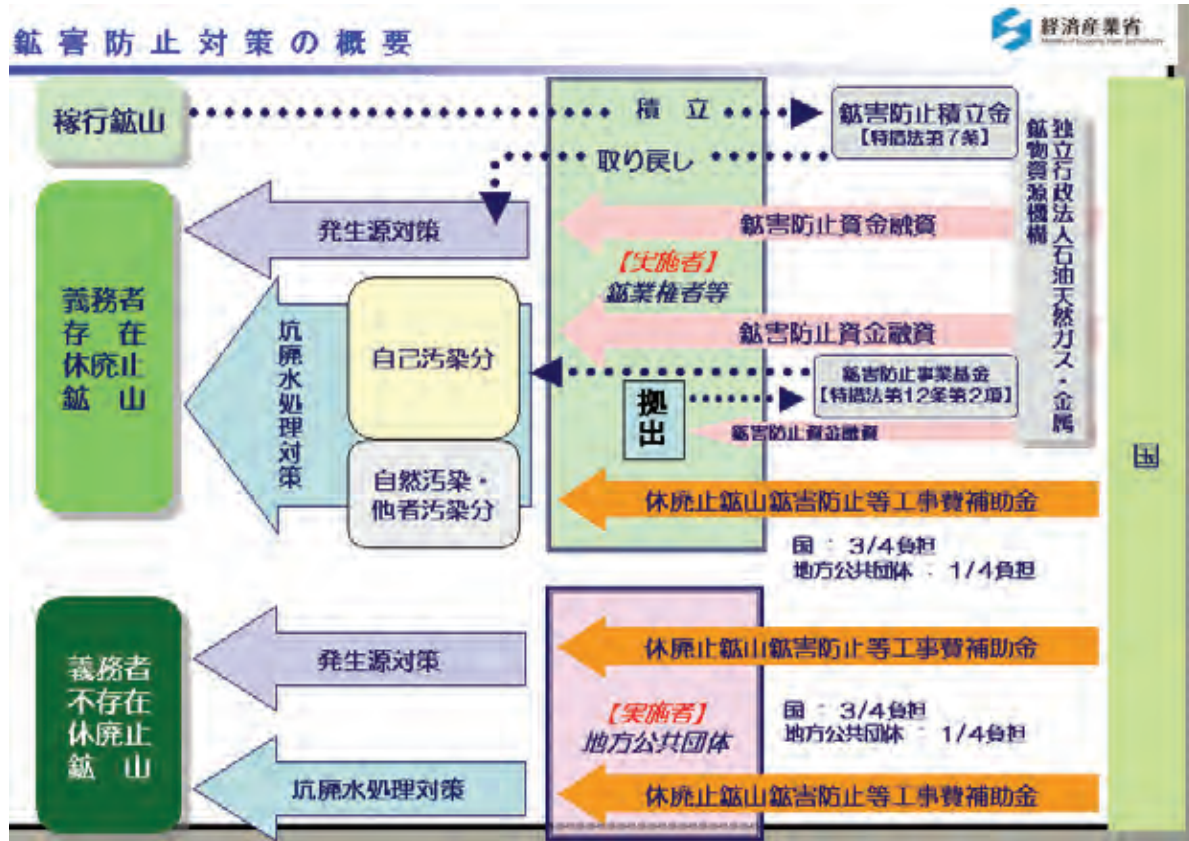 鉱害防止対策の概要
経済産業省
稼行鉱山
積 立
鉱害防止積立金
【特措法第7条】
取り戻し
独立行政法人石油天然ガス・金属
鉱物資源機構
発生源対策
鉱害防止資金融資
【実施者】
鉱業権者等
義務者
存 在
休廃止
鉱 山
坑廃水処理対策
自己汚染分
鉱害防止資金融資
鉱害防止事業基金
【特措法第12条第2項】
拠出
鉱害防止資金融資
自然汚染・
他者汚染分
休廃止鉱山鉱害防止等工事費補助金
国 : 3/4負担
地方公共団体 : 1/4負担
国
義務者
不存在
休廃止
鉱 山
発生源対策
休廃止鉱山鉱害防止等工事費補助金
【実施者】
地方公共団体
国 : 3/4負担
地方公共団体 : 1/4負担
坑廃水処理対策
休廃止鉱山鉱害防止等工事費補助金